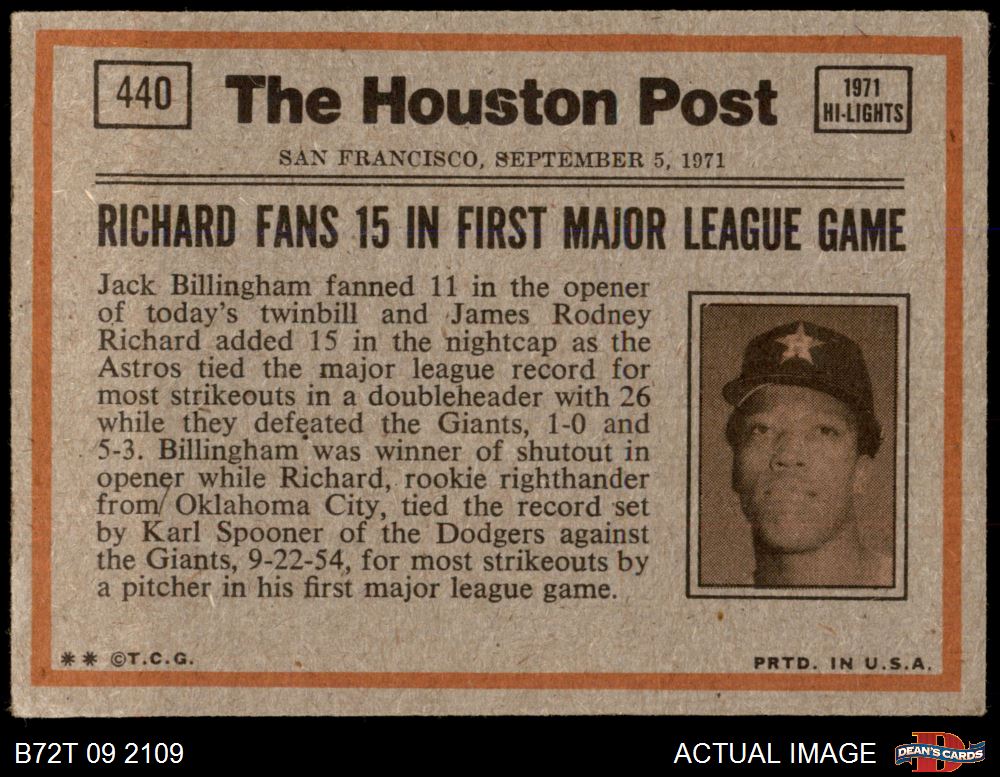 440
The Houston Post
1971
HI-LIGHTS
SAN FRANCISCO, SEPTEMBER 5, 1971
RICHARD FANS 15 IN FIRST MAJOR LEAGUE GAME
Jack Billingham fanned 11 in the opener
of today's twinbill and James Rodney
Richard added 15 in the nightcap as the
Astros tied the major league record for
most strikeouts in a doubleheader with 26
while they defeated the Giants, 1-0 and
5-3. Billingham was winner of shutout in
opener while Richard, rookie righthander
from Oklahoma City, tied the record set
by Karl Spooner of the Dodgers against
the Giants, 9-22-54, for most strikeouts by
a pitcher in his first major league game.
** ©T.C.G.
PRTD. IN U.S.A.
B72T 09 2109
ACTUAL IMAGE
D
DEAN'S CARDS